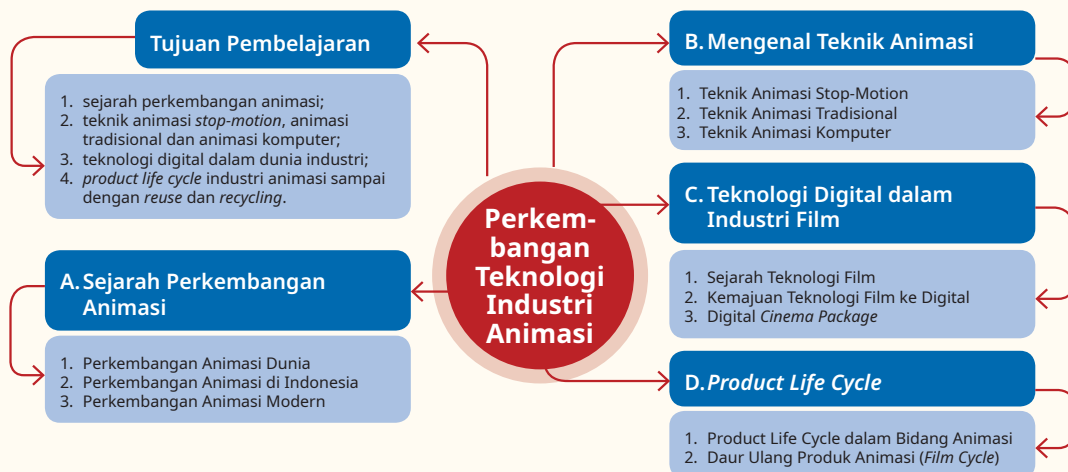 Tujuan Pembelajaran
1. sejarah perkembangan animasi;
2. teknik animasi stop-motion, animasi
tradisional dan animasi komputer;
3. teknologi digital dalam dunia industri;
4. product life cycle industri animasi sampai
dengan reuse dan recycling.
A. Sejarah Perkembangan
Animasi
1. Perkembangan Animasi Dunia
2. Perkembangan Animasi di Indonesia
3. Perkembangan Animasi Modern
Perkem-
bangan
Teknologi
Industri
Animasi
B. Mengenal Teknik Animasi
1. Teknik Animasi Stop-Motion
2. Teknik Animasi Tradisional
3. Teknik Animasi Komputer
C. Teknologi Digital dalam
Industri Film
1. Sejarah Teknologi Film
2. Kemajuan Teknologi Film ke Digital
3. Digital Cinema Package
D. Product Life Cycle
1. Product Life Cycle dalam Bidang Animasi
2. Daur Ulang Produk Animasi (Film Cycle)